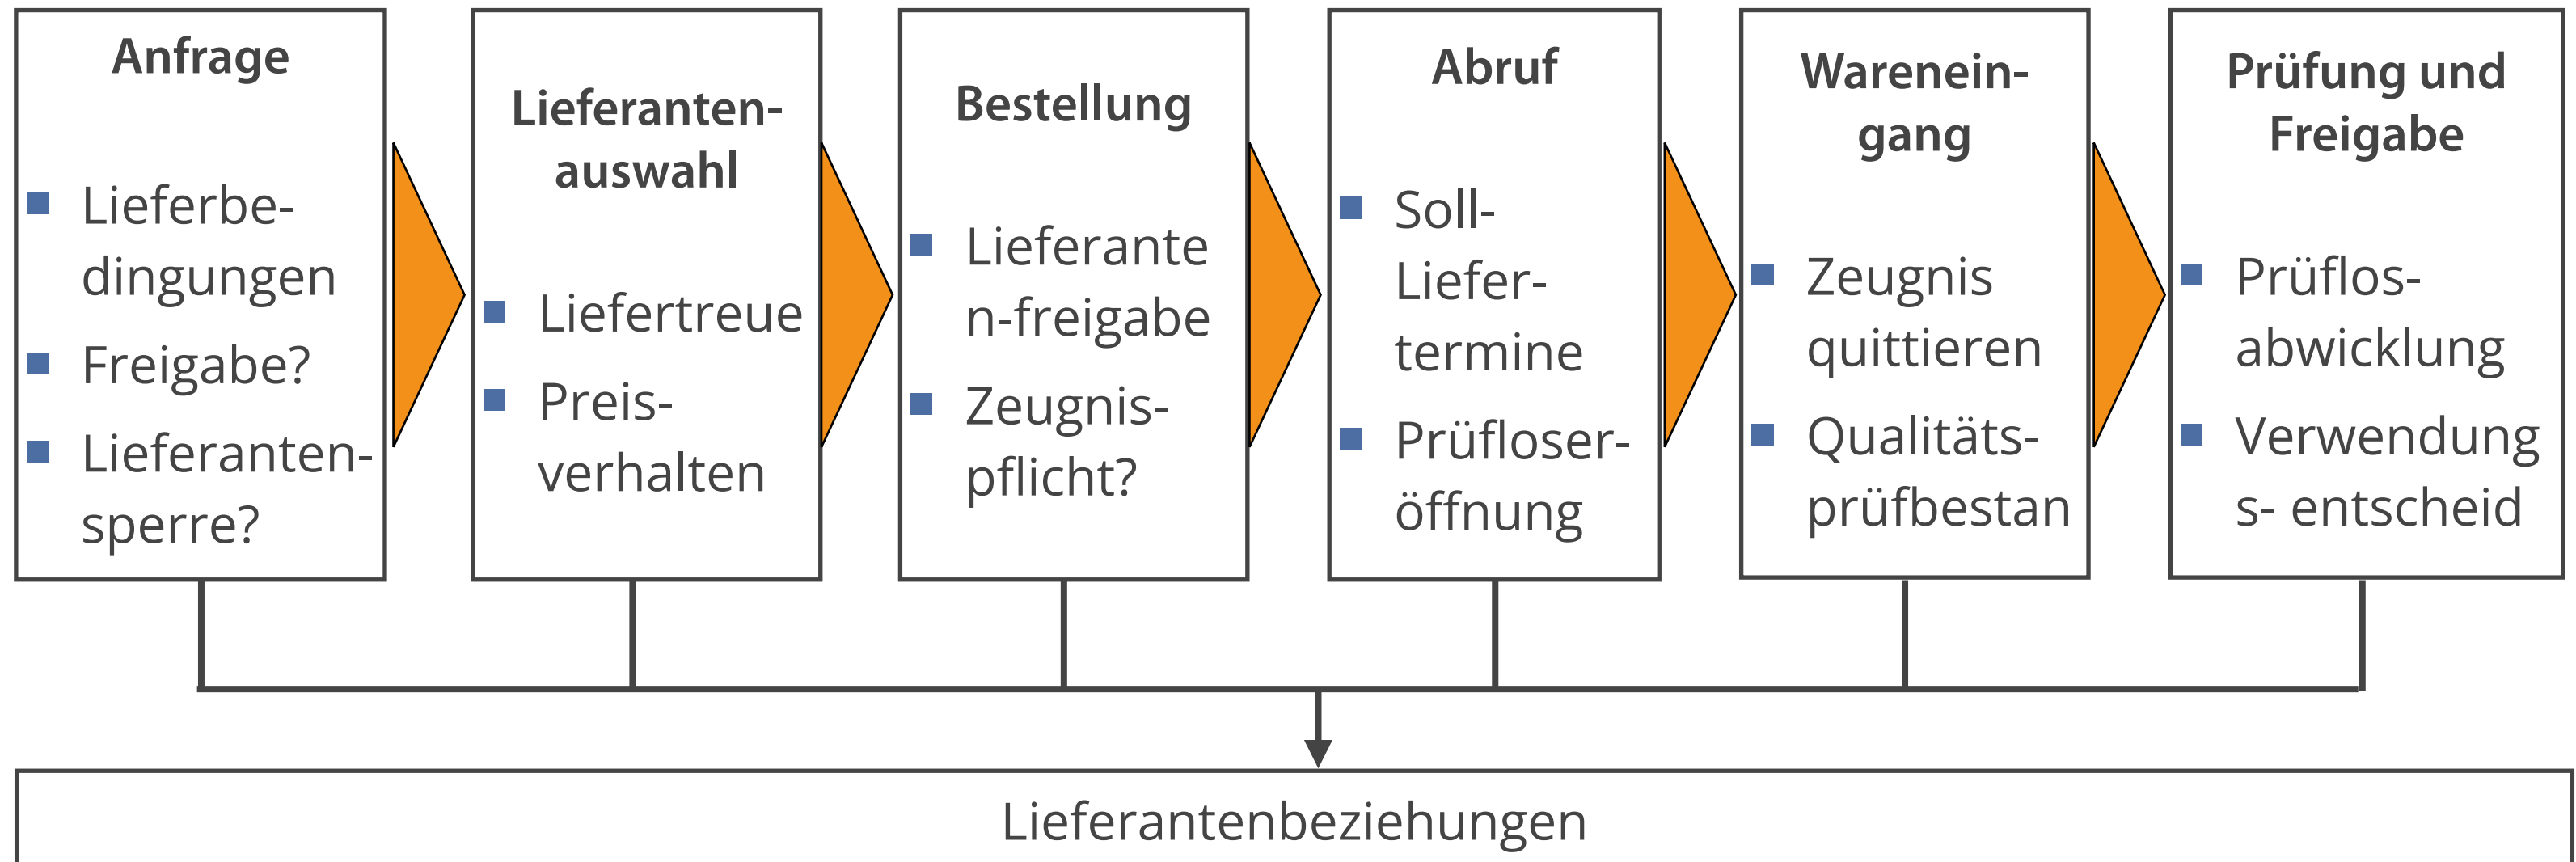 Anfrage
Lieferbe-
dingungen
Freigabe?
Lieferanten-
sperre?
Lieferanten-
auswahl
Liefertreue
Preis-
verhalten
Bestellung
Lieferante
n-freigabe
Zeugnis-
pflicht?
Abruf
Soll-
Liefer-
termine
Prüfloser-
öffnung
Warenein-
gang
Zeugnis
quittieren
Qualitäts-
prüfbestan
Prüfung und
Freigabe
Prüflos-
abwicklung
Verwendung
s- entscheid
Lieferantenbeziehungen